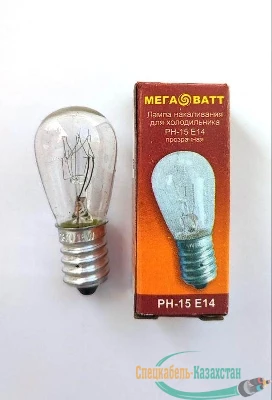 МЕГА ВАТТ
Лампа накаливания
для холодильника
РН-15 Е14
прозрачная
РН-15 Е14
Спецкабель-Казахстан